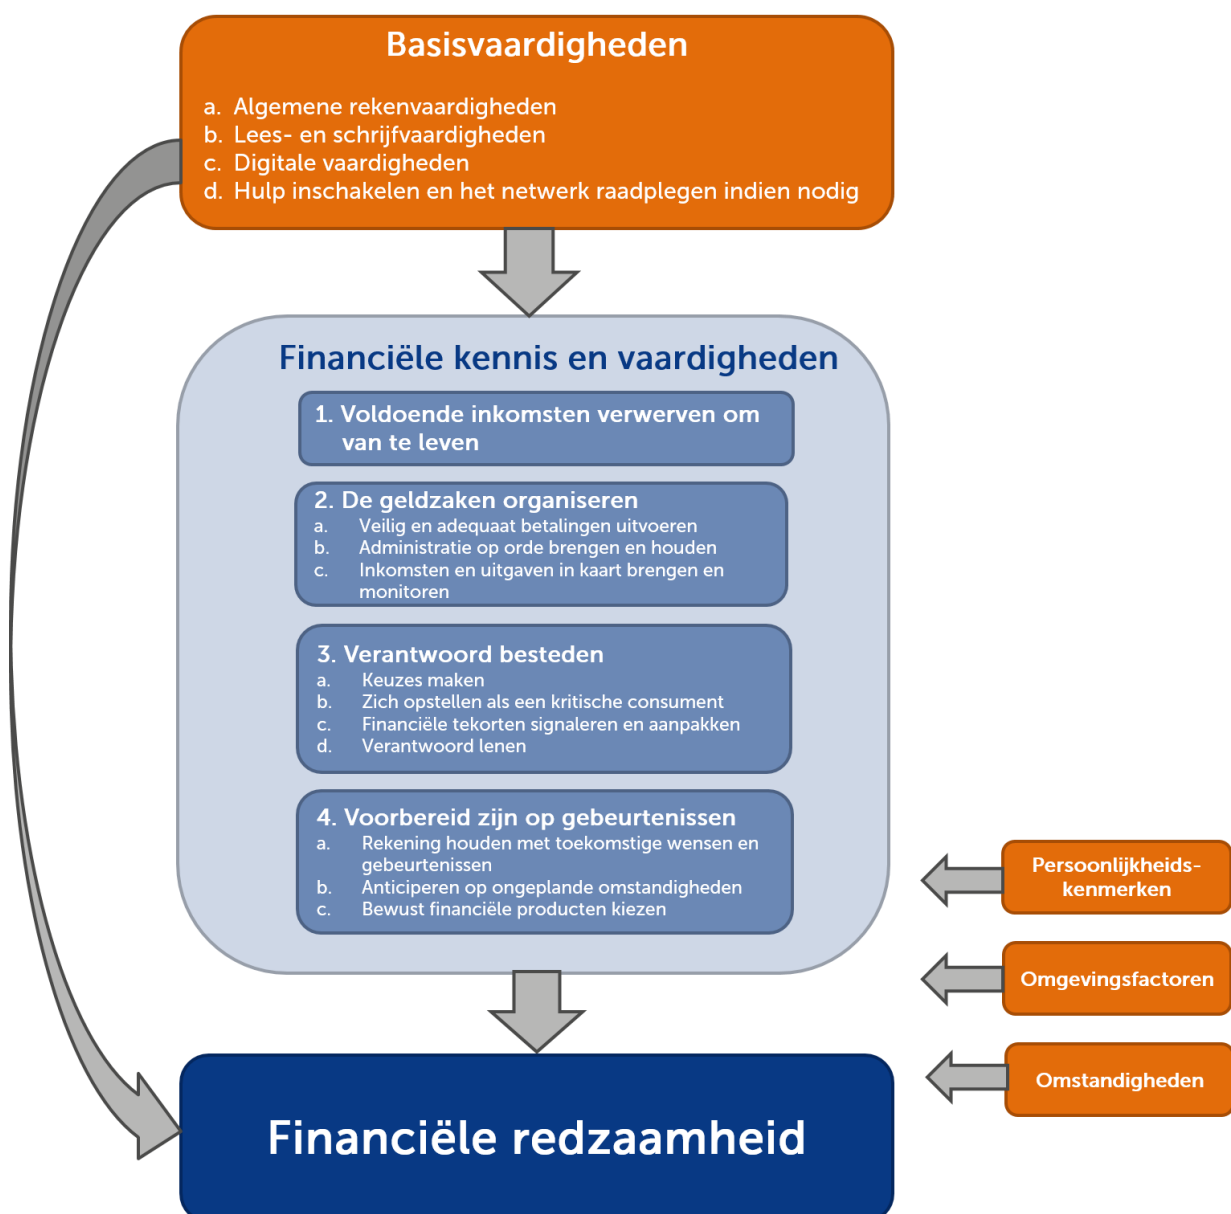 Basisvaardigheden
a. Algemene rekenvaardigheden
b. Lees- en schrijfvaardigheden
c. Digitale vaardigheden
d. Hulp inschakelen en het netwerk raadplegen indien nodig
Financiële kennis en vaardigheden
1. Voldoende inkomsten verwerven om
van te leven
2. De geldzaken organiseren
a. Veilig en adequaat betalingen uitvoeren
b. Administratie op orde brengen en houden
c. Inkomsten en uitgaven in kaart brengen en
monitoren
3. Verantwoord besteden
a. Keuzes maken
b. Zich opstellen als een kritische consument
c. Financiële tekorten signaleren en aanpakken
d. Verantwoord lenen
4. Voorbereid zijn op gebeurtenissen
a. Rekening houden met toekomstige wensen en
gebeurtenissen
b. Anticiperen op ongeplande omstandigheden
c. Bewust financiële producten kiezen
Persoonlijkheids-
kenmerken
Omgevingsfactoren
Omstandigheden
Financiële redzaamheid